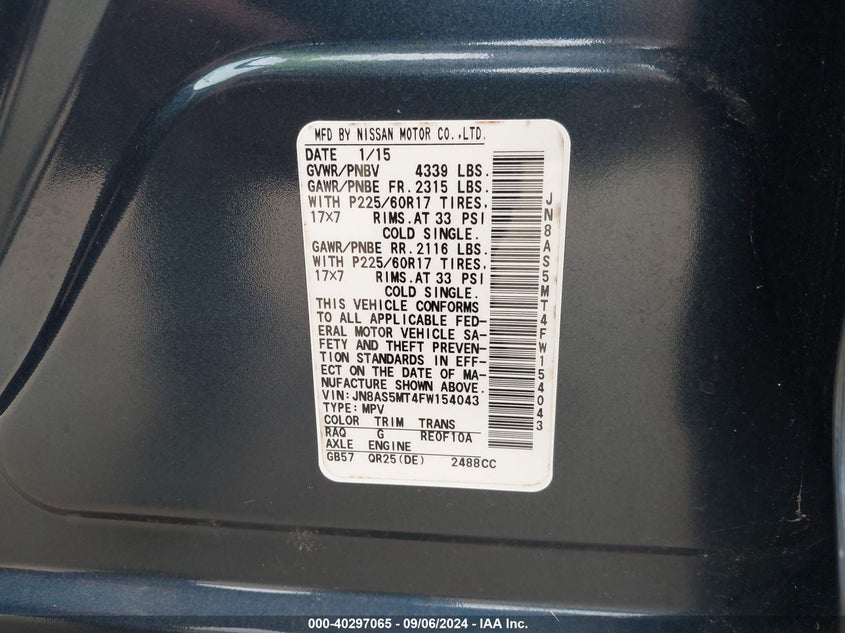 MFD BY NISSAN MOTOR CO.,LTD.
DATE 1/15
GVWR/PNBV 4339 LBS.
GAWR/PNBE FR. 2315 LBS.
WITH P225/60R17 TIRES,
17X7 RIMS. AT 33 PSI
COLD SINGLE.
GAWR/PNBE RR. 2116 LBS.
WITH P225/60R17 TIRES,
17X7 RIMS. AT 33 PSI
COLD SINGLE.
THIS VEHICLE CONFORMS
TO ALL APPLICABLE FED-
ERAL MOTOR VEHICLE SA-
FETY AND THEFT PREVEN-
TION STANDARDS IN EFF-
ECT ON THE DATE OF MA-
NUFACTURE SHOWN ABOVE.
VIN: JN8AS5MT4FW154043
TYPE: MPV
COLOR TRIM TRANS
RAQ G RE0F10A
AXLE ENGINE
GB57 QR25(DE) 2488CC
JN8AS5MT4FW154043
000-40297065 - 09/06/2024 - IAA Inc.